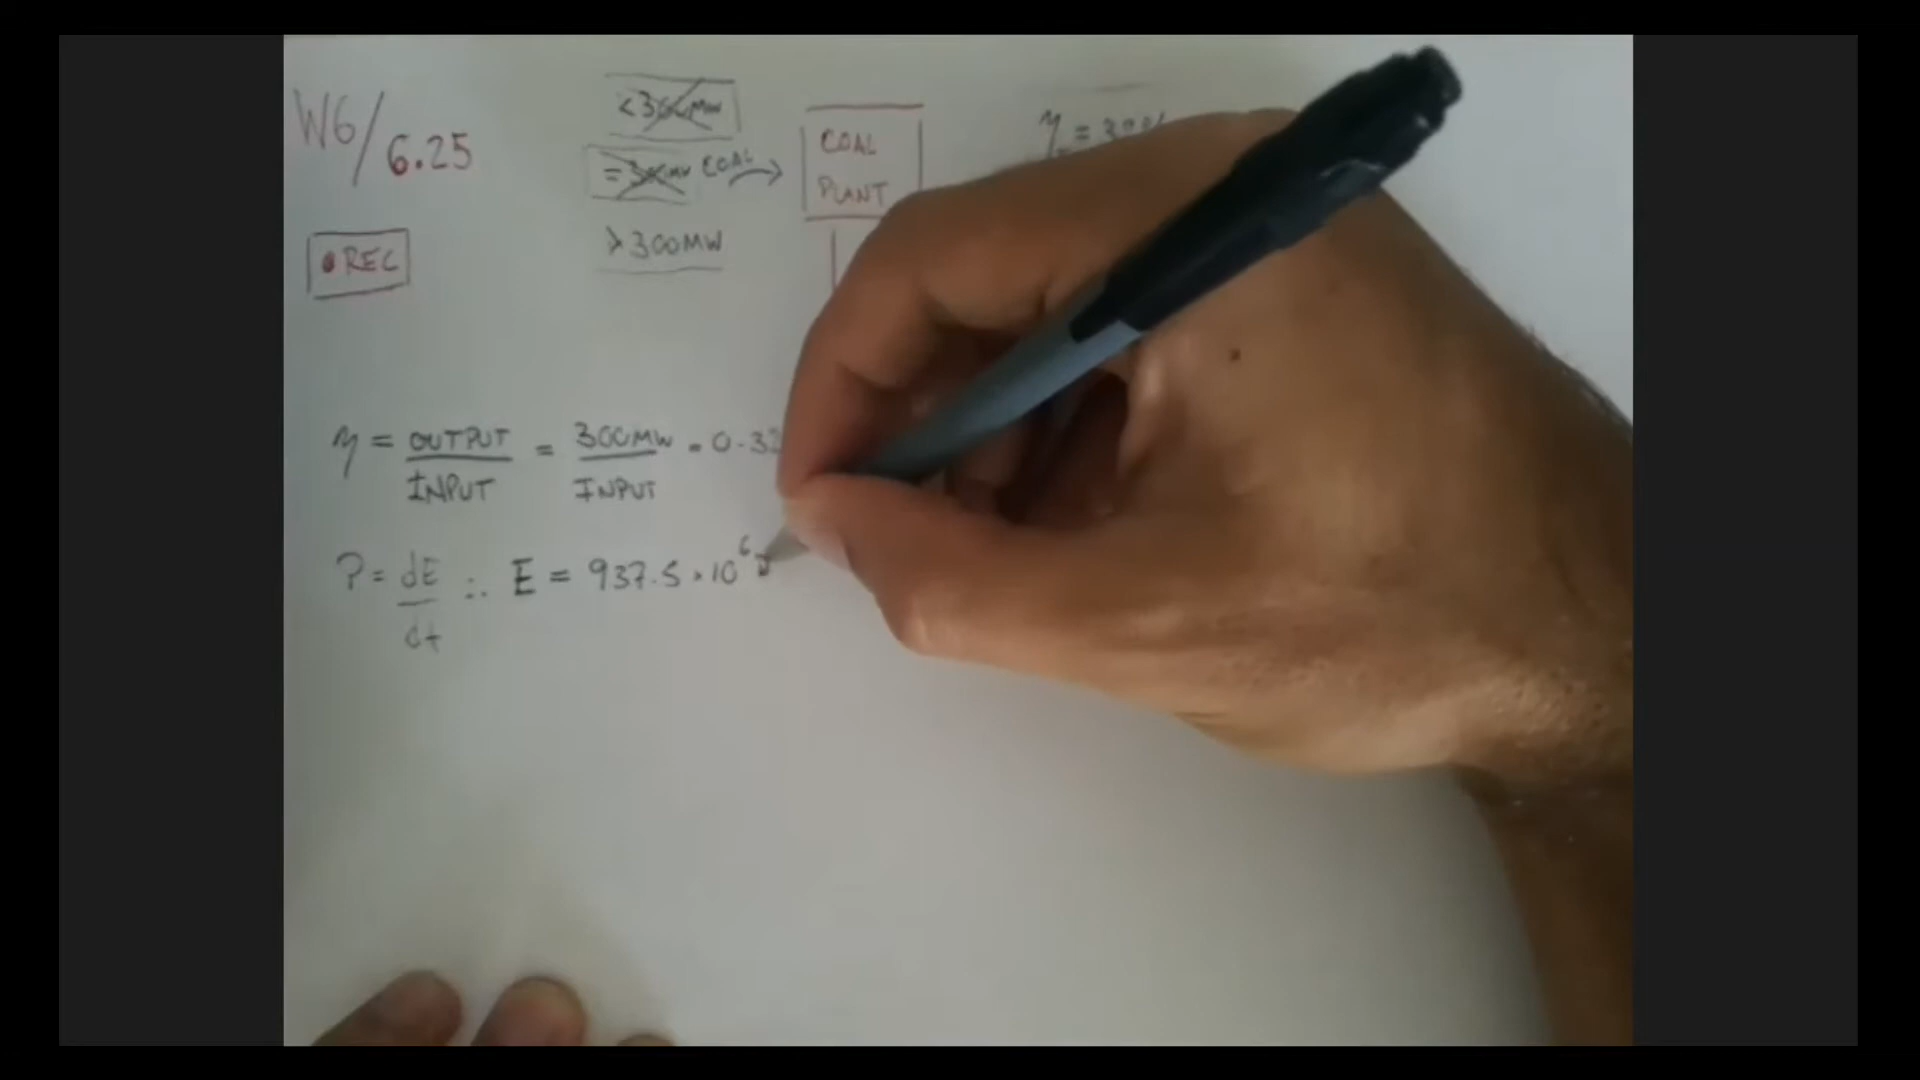 W6/6.25
<300MW
=300MW COAL
>300MW
COAL
PLANT
η = 32%
•REC
η = OUTPUT / INPUT = 300MW / INPUT = 0.32
P = dE / dt ∴ E = 937.5 × 10⁶ J